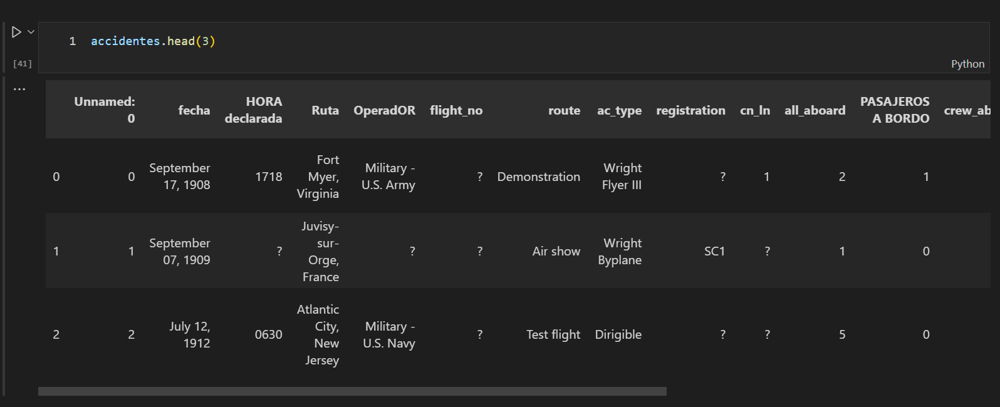 1 accidentes.head(3)
[41]
Python
...
Unnamed: 0 fecha HORA declarada Ruta OperadOR flight_no route ac_type registration cn_ln all_aboard PASAJEROS A BORDO crew_ab
0 0 September 17, 1908 1718 Fort Myer, Virginia Military - U.S. Army ? Demonstration Wright Flyer III ? 1 2 1
1 1 September 07, 1909 ? Juvisy-sur-Orge, France ? ? Air show Wright Byplane SC1 ? 1 0
2 2 July 12, 1912 0630 Atlantic City, New Jersey Military - U.S. Navy ? Test flight Dirigible ? ? 5 0